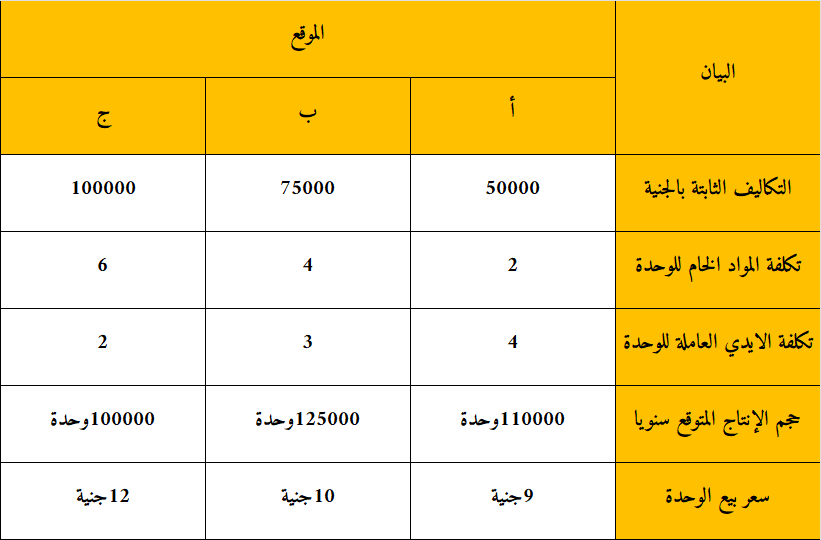 البيان
الموقع
أ
ب
ج
التكاليف الثابتة بالجنية
50000
75000
100000
تكلفة المواد الخام للوحدة
2
4
6
تكلفة الايدي العاملة للوحدة
4
3
2
حجم الإنتاج المتوقع سنويا
110000وحدة
125000وحدة
100000وحدة
سعر بيع الوحدة
9جنية
10جنية
12جنية